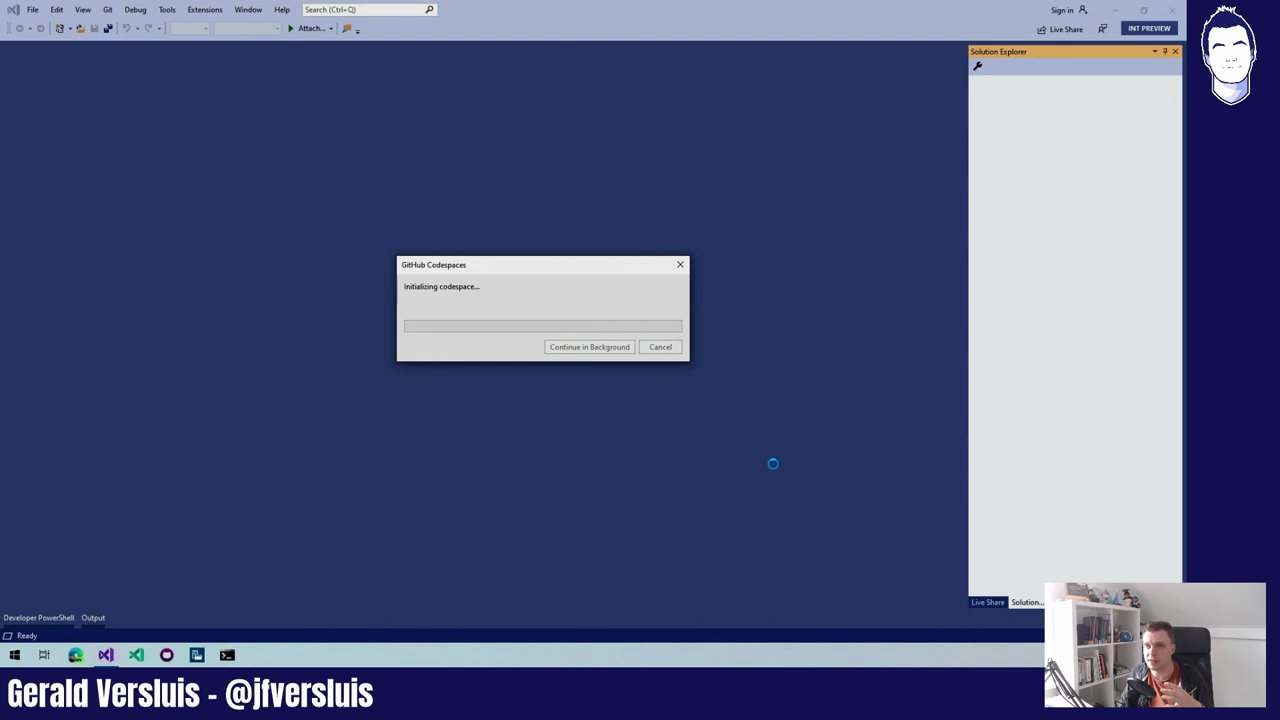 File Edit View Git Debug Tools Extensions Window Help Search (Ctrl+Q) Sign in
Attach... Live Share INT PREVIEW
Solution Explorer
GitHub Codespaces
Initializing codespace...
Continue in Background Cancel
Live Share Solution...
Developer PowerShell Output
Ready
Gerald Versluis - @jfversluis